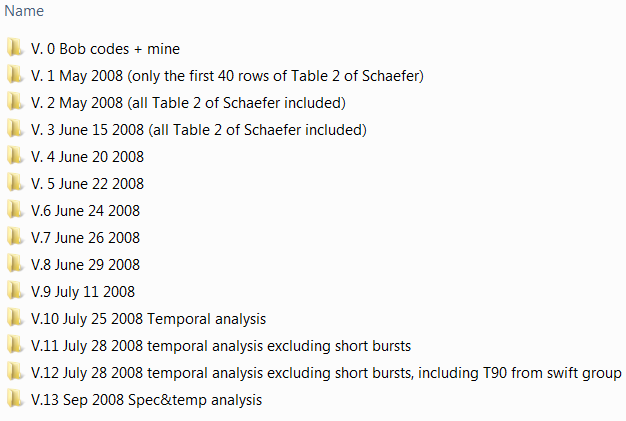 Name
V. 0 Bob codes + mine
V. 1 May 2008 (only the first 40 rows of Table 2 of Schaefer)
V. 2 May 2008 (all Table 2 of Schaefer included)
V. 3 June 15 2008 (all Table 2 of Schaefer included)
V. 4 June 20 2008
V. 5 June 22 2008
V.6 June 24 2008
V.7 June 26 2008
V.8 June 29 2008
V.9 July 11 2008
V.10 July 25 2008 Temporal analysis
V.11 July 28 2008 temporal analysis excluding short bursts
V.12 July 28 2008 temporal analysis excluding short bursts, including T90 from swift group
V.13 Sep 2008 Spec&temp analysis